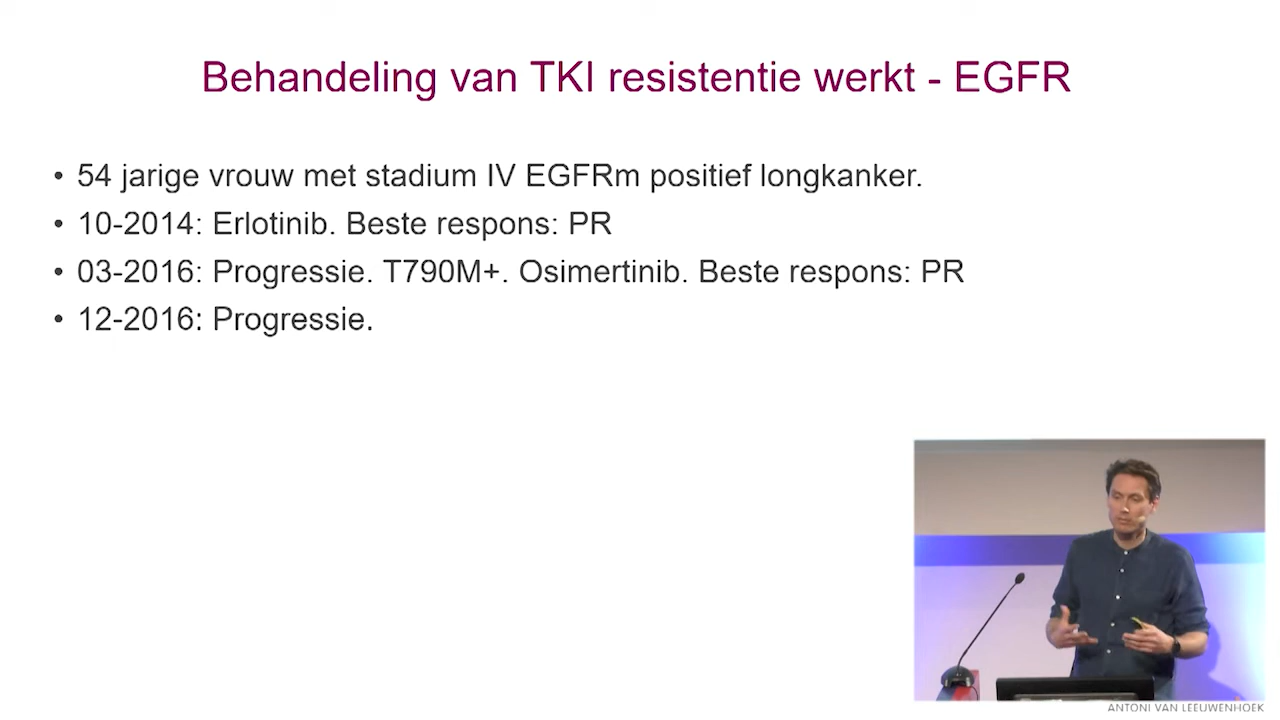 Behandeling van TKI resistentie werkt - EGFR
• 54 jarige vrouw met stadium IV EGFRm positief longkanker.
• 10-2014: Erlotinib. Beste respons: PR
• 03-2016: Progressie. T790M+. Osimertinib. Beste respons: PR
• 12-2016: Progressie.
ANTONI VAN LEEUWENHOEK